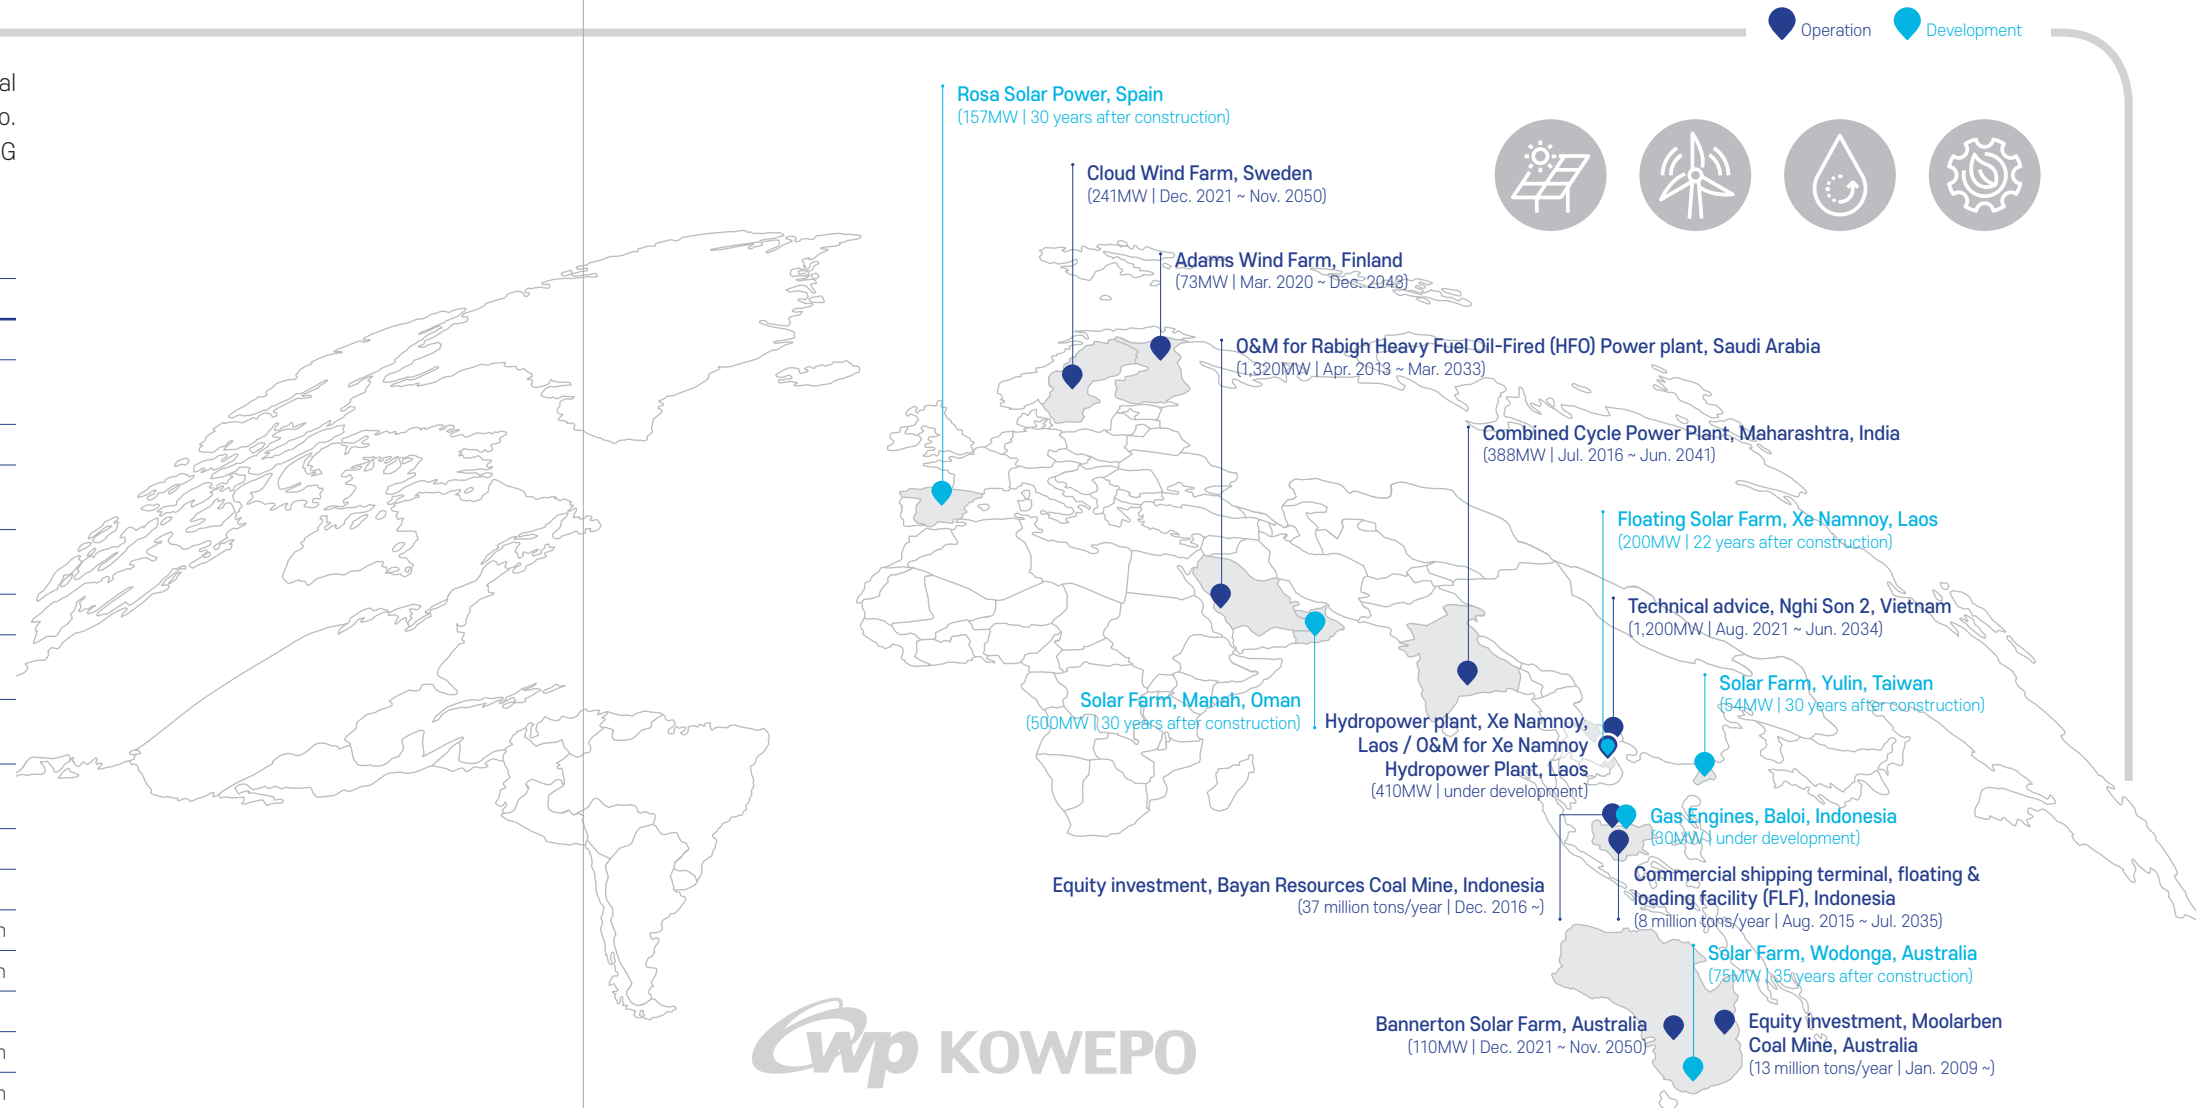 al
o.
G
Operation
Development
Rosa Solar Power, Spain
(157MW | 30 years after construction)
Cloud Wind Farm, Sweden
(241MW | Dec. 2021 ~ Nov. 2050)
Adams Wind Farm, Finland
(73MW | Mar. 2020 ~ Dec. 2043)
O&M for Rabigh Heavy Fuel Oil-Fired (HFO) Power plant, Saudi Arabia
(1,320MW | Apr. 2013 ~ Mar. 2033)
Combined Cycle Power Plant, Maharashtra, India
(388MW | Jul. 2016 ~ Jun. 2041)
Floating Solar Farm, Xe Namnoy, Laos
(200MW | 22 years after construction)
Technical advice, Nghi Son 2, Vietnam
(1,200MW | Aug. 2021 ~ Jun. 2034)
Solar Farm, Yulin, Taiwan
(54MW | 30 years after construction)
Solar Farm, Manah, Oman
(500MW | 30 years after construction)
Hydropower plant, Xe Namnoy,
Laos / O&M for Xe Namnoy
Hydropower Plant, Laos
(410MW | under development)
Gas Engines, Baloi, Indonesia
(30MW | under development)
Equity investment, Bayan Resources Coal Mine, Indonesia
(37 million tons/year | Dec. 2016 ~)
Commercial shipping terminal, floating &
loading facility (FLF), Indonesia
(8 million tons/year | Aug. 2015 ~ Jul. 2035)
Solar Farm, Wodonga, Australia
(75MW | 35 years after construction)
Bannerton Solar Farm, Australia
(110MW | Dec. 2021 ~ Nov. 2050)
Equity investment, Moolarben
Coal Mine, Australia
(13 million tons/year | Jan. 2009 ~)
wp KOWEPO
n
n
n
n